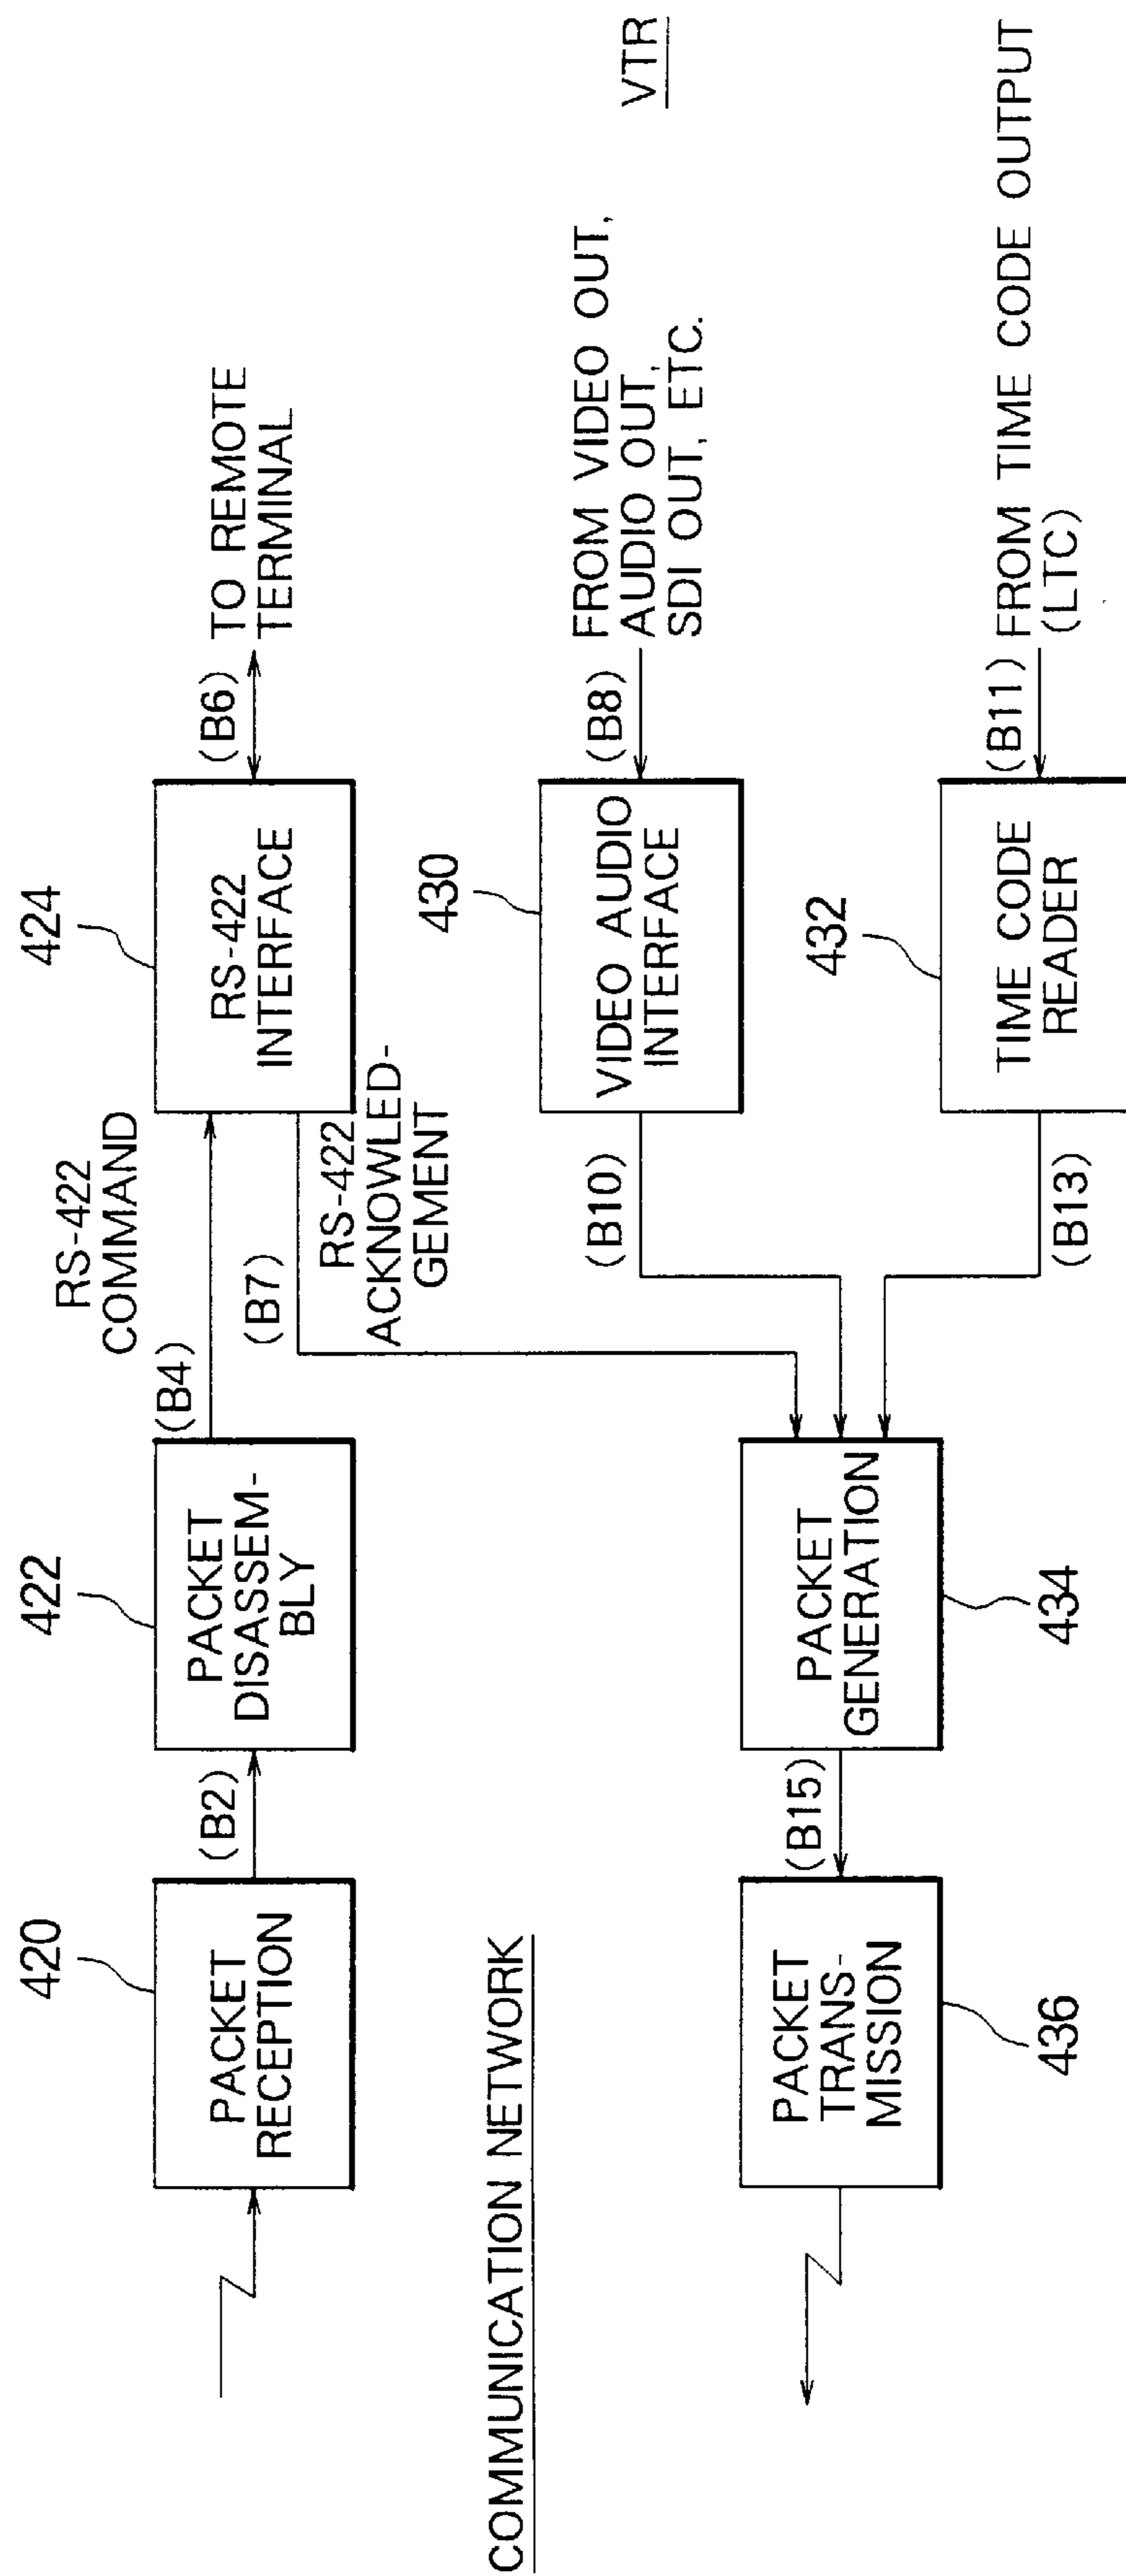 420
PACKET
RECEPTION
(B2)
422
PACKET
DISASSEM-
BLY
(B4)
RS-422
COMMAND
(B7)
RS-422
ACKNOWLED-
GEMENT
424
RS-422
INTERFACE
(B6)
TO REMOTE
TERMINAL
430
VIDEO AUDIO
INTERFACE
(B8)
FROM VIDEO OUT,
AUDIO OUT,
SDI OUT, ETC.
VTR
(B10)
COMMUNICATION NETWORK
432
TIME CODE
READER
(B11)
FROM TIME CODE OUTPUT
(LTC)
(B13)
PACKET
GENERATION
434
(B15)
PACKET
TRANS-
MISSION
436